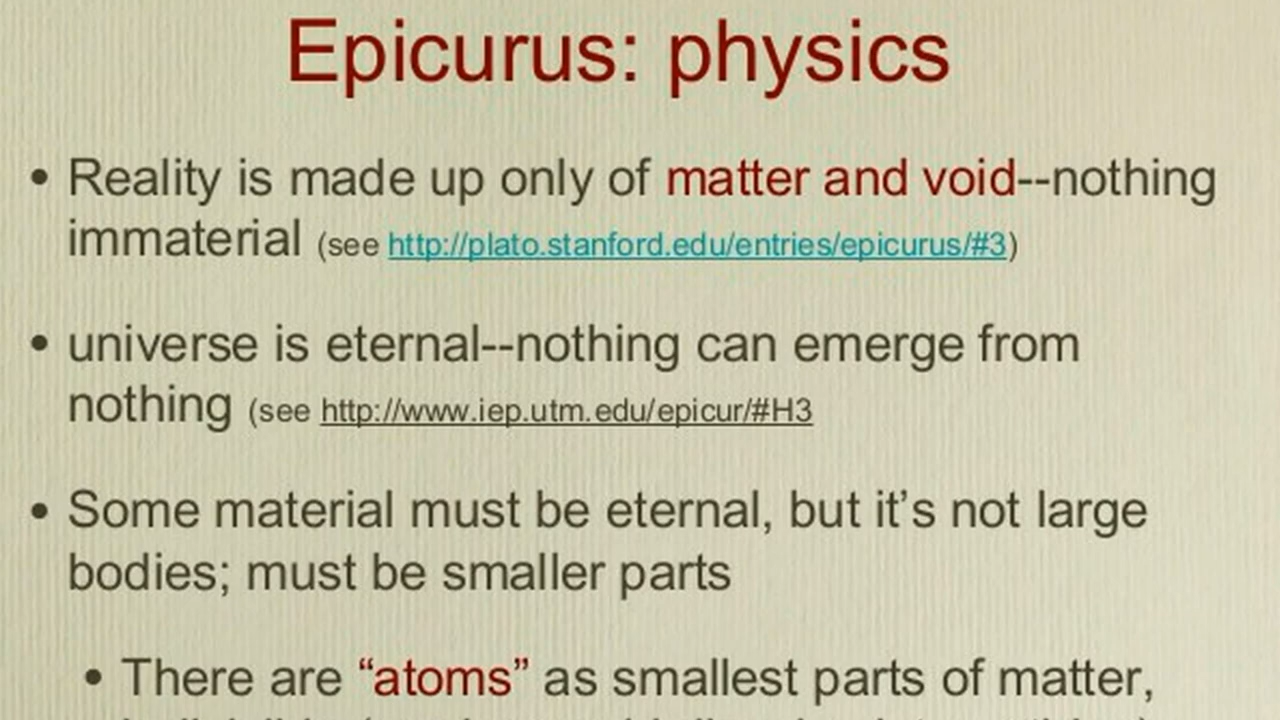 Epicurus: physics
• Reality is made up only of matter and void--nothing
immaterial (see http://plato.stanford.edu/entries/epicurus/#3)
• universe is eternal--nothing can emerge from
nothing (see http://www.iep.utm.edu/epicur/#H3
• Some material must be eternal, but it’s not large
bodies; must be smaller parts
• There are “atoms” as smallest parts of matter,